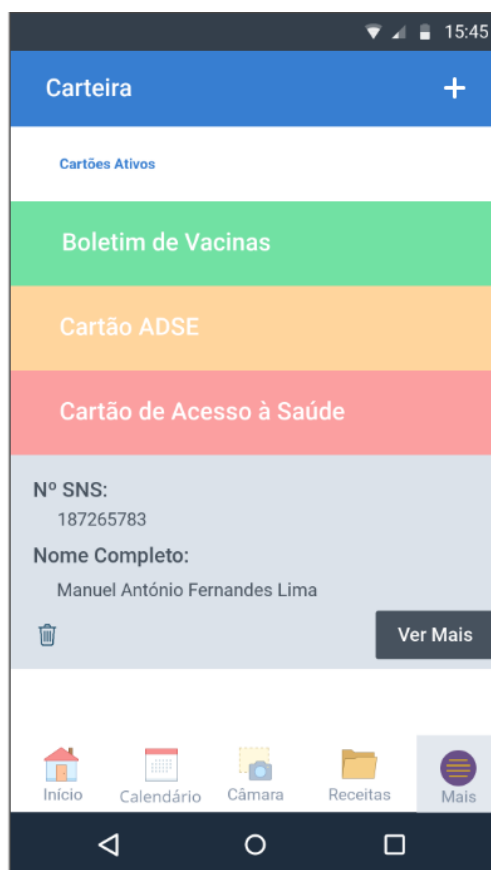 15:45
Carteira
Cartões Ativos
Boletim de Vacinas
Cartão ADSE
Cartão de Acesso à Saúde
Nº SNS:
187265783
Nome Completo:
Manuel António Fernandes Lima
Ver Mais
Início Calendário Câmara Receitas Mais